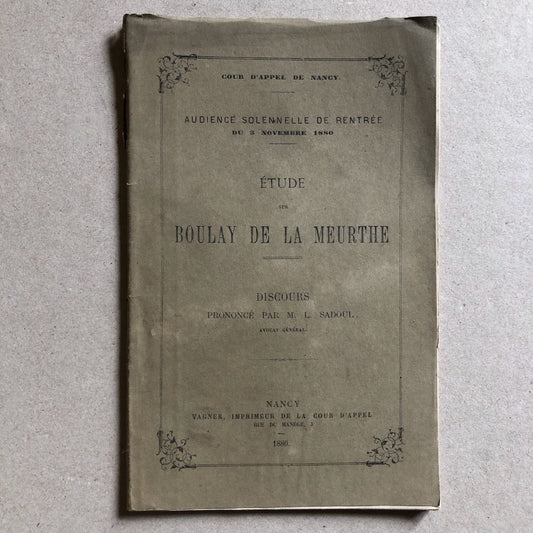 COUR D'APPEL DE NANCY.
AUDIENCE SOLENNELLE DE RENTRÉE
DU 3 NOVEMBRE 1880
ÉTUDE
SUR
BOULAY DE LA MEURTHE
DISCOURS
PRONONCÉ PAR M. L. SADOUL,
AVOCAT GÉNÉRAL.
NANCY
VAGNER, IMPRIMEUR DE LA COUR D'APPEL
RUE DU MANÉGE, 3
1880.